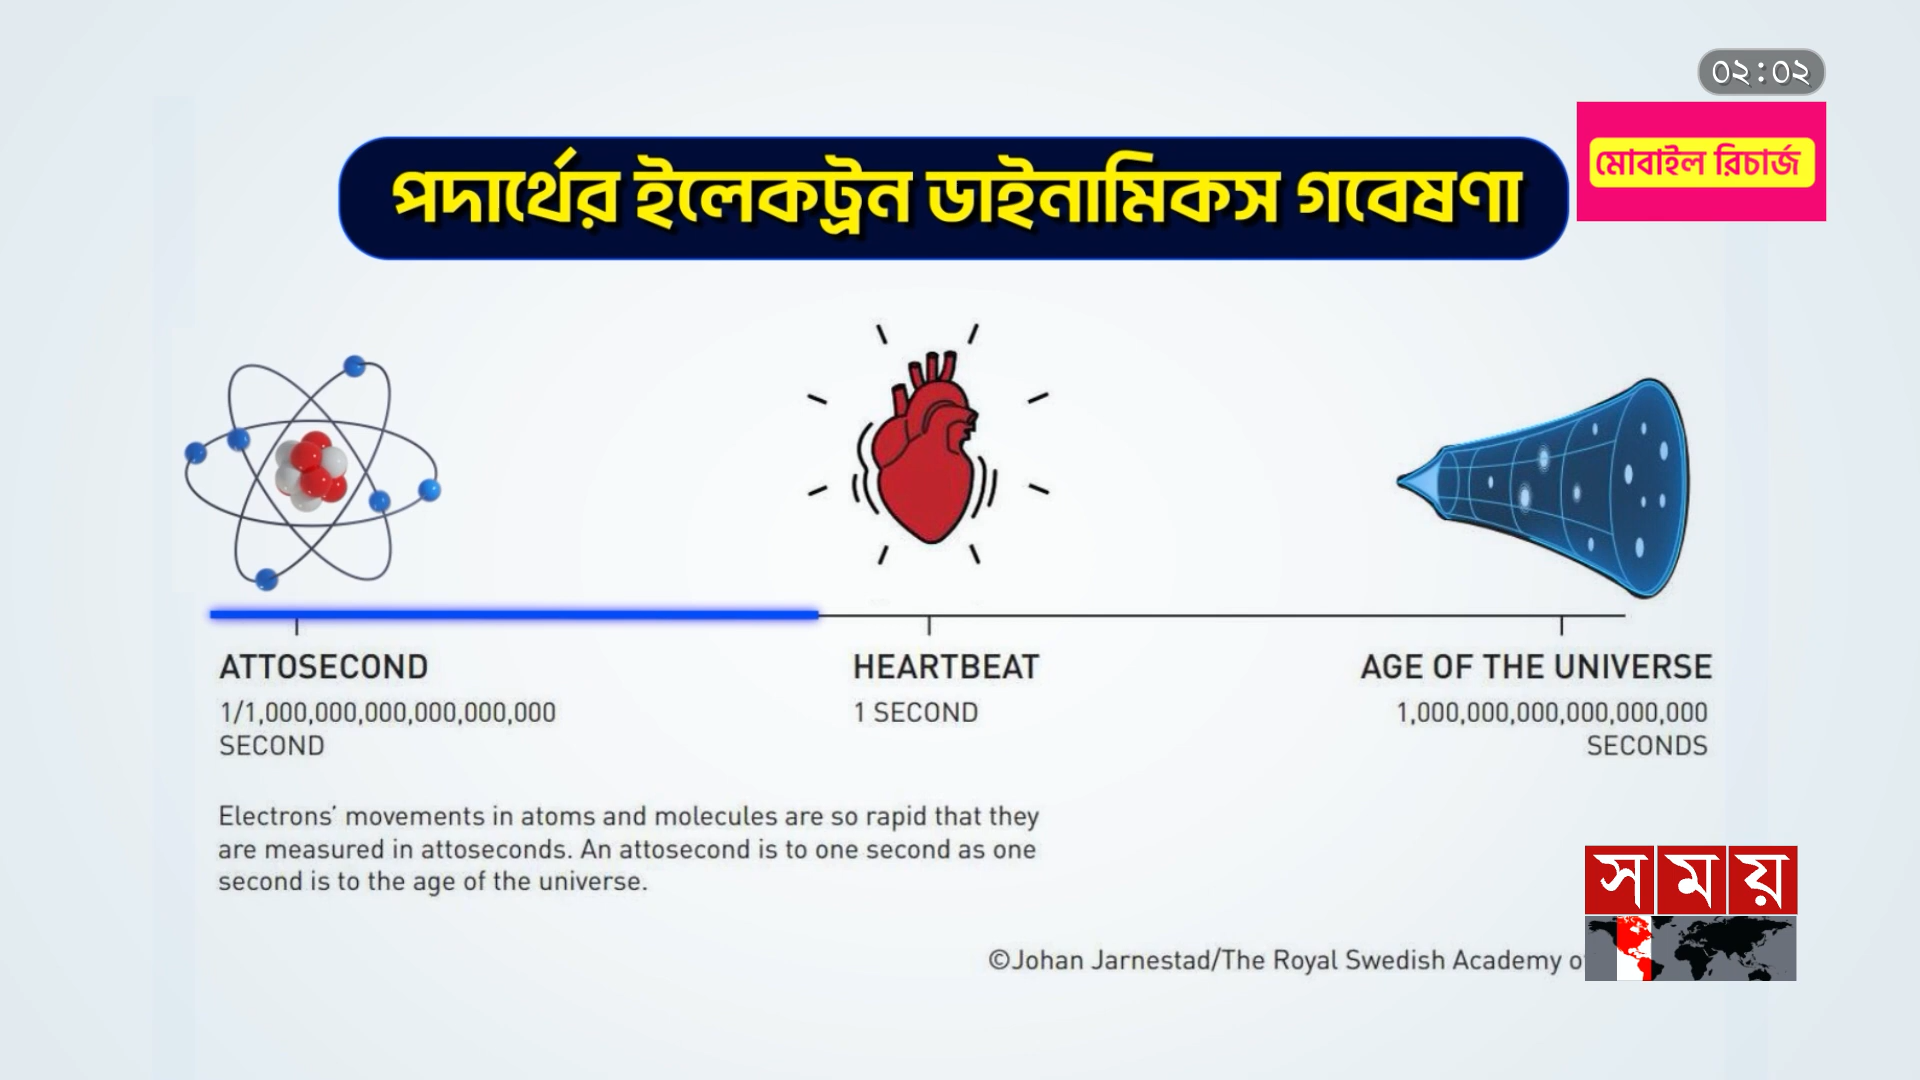 ০২:০২
মোবাইল রিচার্জ
পদার্থের ইলেকট্রন ডাইনামিকস গবেষণা
ATTOSECOND
1/1,000,000,000,000,000,000
SECOND
HEARTBEAT
1 SECOND
AGE OF THE UNIVERSE
1,000,000,000,000,000,000
SECONDS
Electrons’ movements in atoms and molecules are so rapid that they
are measured in attoseconds. An attosecond is to one second as one
second is to the age of the universe.
সময়
©Johan Jarnestad/The Royal Swedish Academy